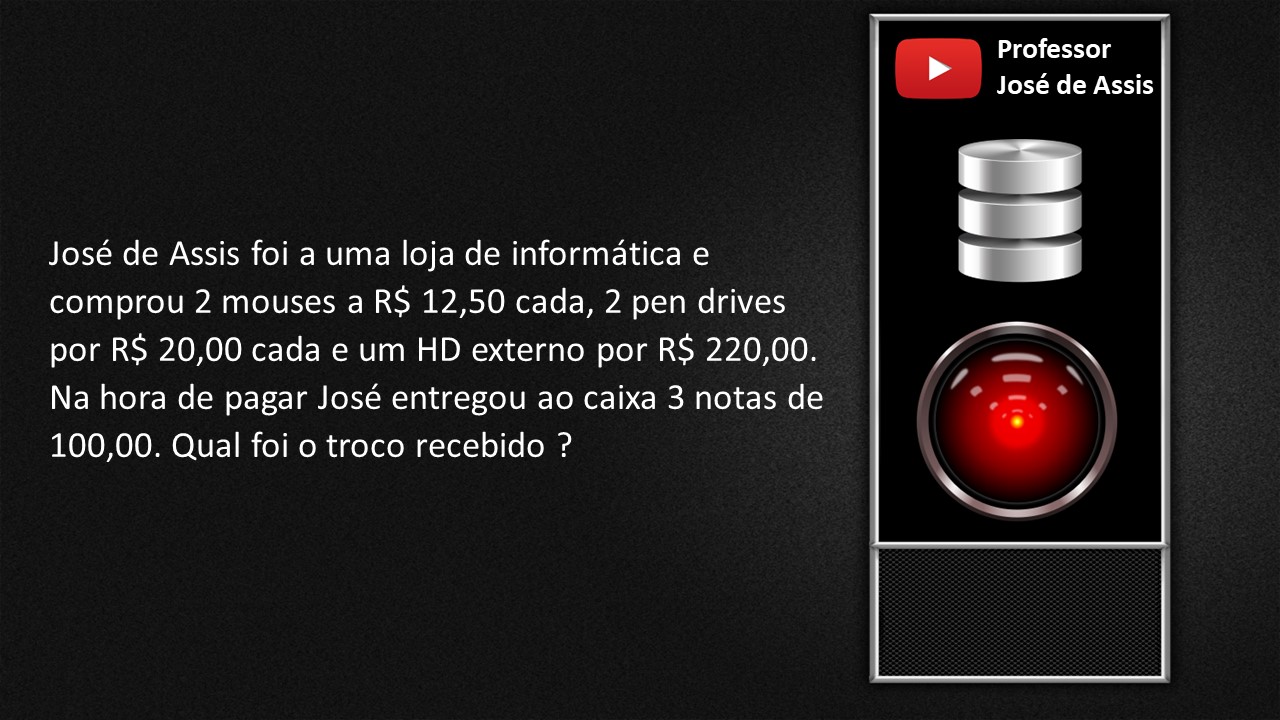 Professor
José de Assis
José de Assis foi a uma loja de informática e
comprou 2 mouses a R$ 12,50 cada, 2 pen drives
por R$ 20,00 cada e um HD externo por R$ 220,00.
Na hora de pagar José entregou ao caixa 3 notas de
100,00. Qual foi o troco recebido ?